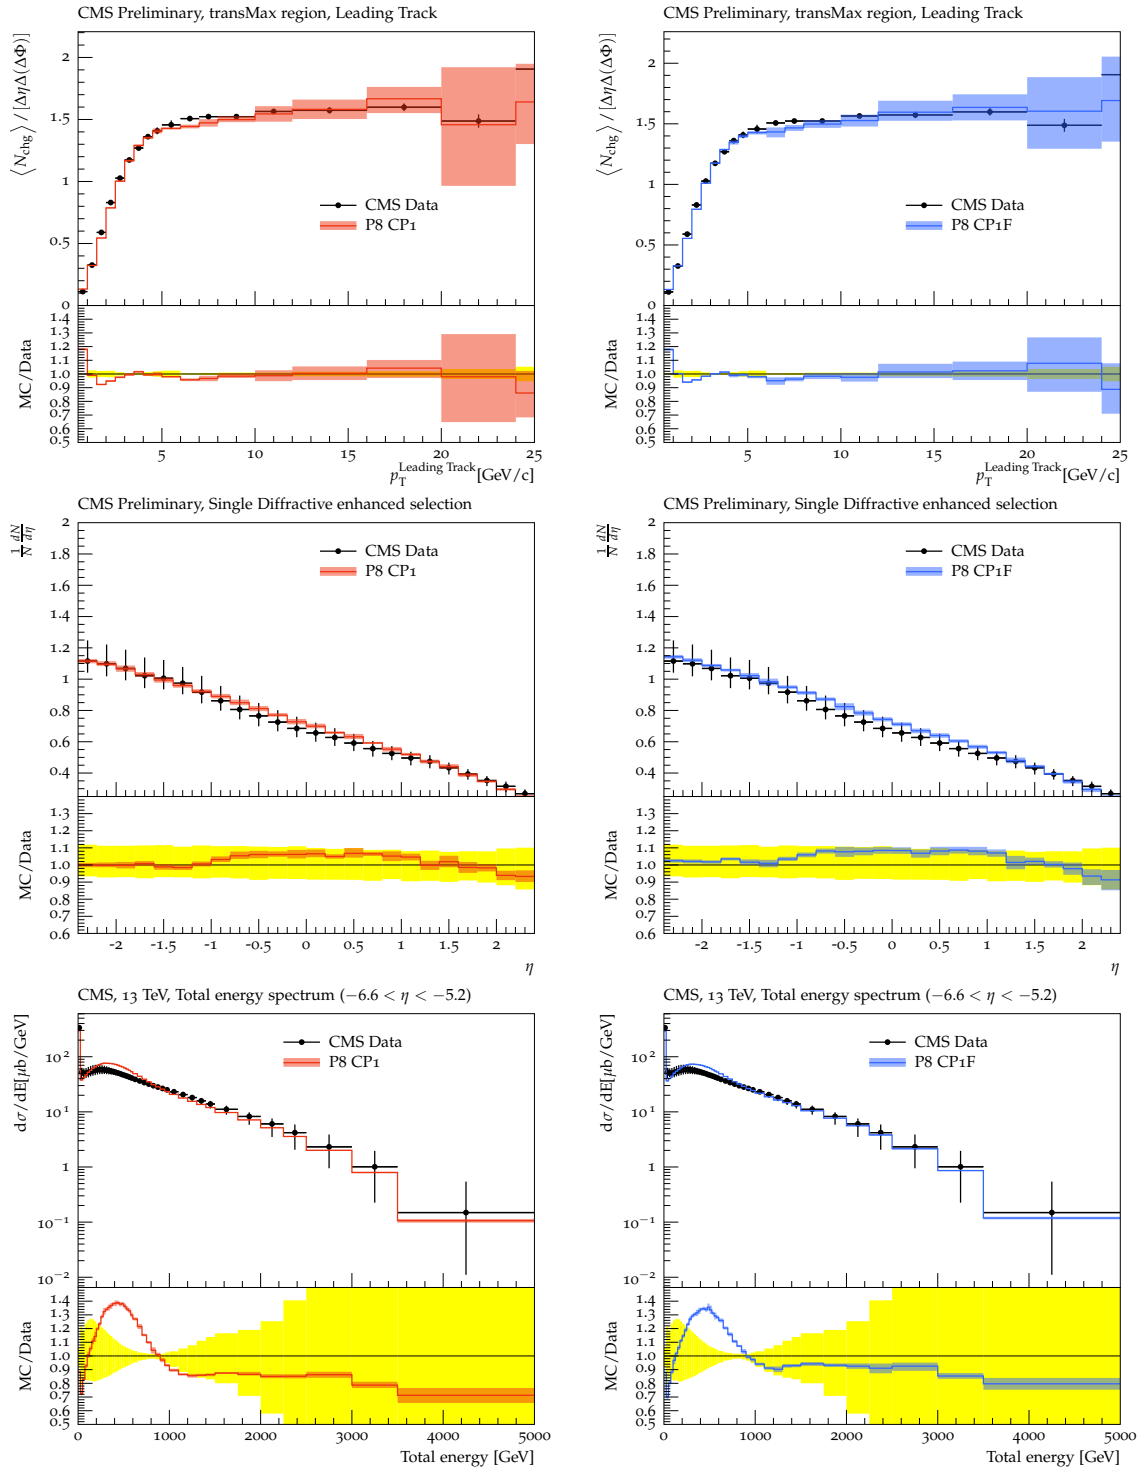 CMS Preliminary, transMax region, Leading Track
⟨N_chg⟩ / [ΔηΔ(ΔΦ)]
2
1.5
1
0.5
0
CMS Data
P8 CP1
MC/Data
1.4
1.3
1.2
1.1
1.0
0.9
0.8
0.7
0.6
0.5
0 5 10 15 20 25
p_T^Leading Track [GeV/c]
CMS Preliminary, transMax region, Leading Track
⟨N_chg⟩ / [ΔηΔ(ΔΦ)]
2
1.5
1
0.5
0
CMS Data
P8 CP1F
MC/Data
1.4
1.3
1.2
1.1
1.0
0.9
0.8
0.7
0.6
0.5
0 5 10 15 20 25
p_T^Leading Track [GeV/c]
CMS Preliminary, Single Diffractive enhanced selection
1/N dN/dη
2
1.8
1.6
1.4
1.2
1
0.8
0.6
0.4
CMS Data
P8 CP1
MC/Data
1.3
1.2
1.1
1.0
0.9
0.8
0.7
0.6
-2 -1.5 -1 -0.5 0 0.5 1 1.5 2
η
CMS Preliminary, Single Diffractive enhanced selection
1/N dN/dη
2
1.8
1.6
1.4
1.2
1
0.8
0.6
0.4
CMS Data
P8 CP1F
MC/Data
1.3
1.2
1.1
1.0
0.9
0.8
0.7
0.6
-2 -1.5 -1 -0.5 0 0.5 1 1.5 2
η
CMS, 13 TeV, Total energy spectrum (−6.6 < η < −5.2)
dσ/dE[μb/GeV]
10^2
10^1
1
10^−1
10^−2
CMS Data
P8 CP1
MC/Data
1.4
1.3
1.2
1.1
1.0
0.9
0.8
0.7
0.6
0.5
0 1000 2000 3000 4000 5000
Total energy [GeV]
CMS, 13 TeV, Total energy spectrum (−6.6 < η < −5.2)
dσ/dE[μb/GeV]
10^2
10^1
1
10^−1
10^−2
CMS Data
P8 CP1F
MC/Data
1.4
1.3
1.2
1.1
1.0
0.9
0.8
0.7
0.6
0.5
0 1000 2000 3000 4000 5000
Total energy [GeV]